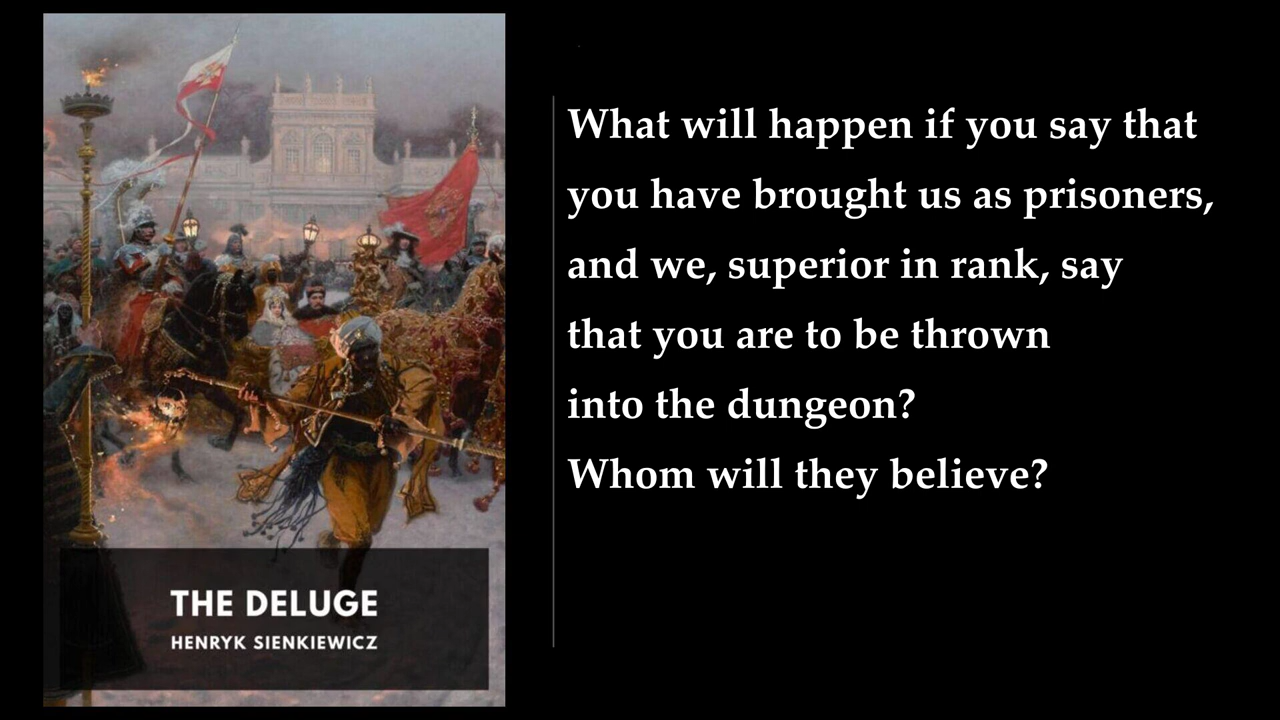 THE DELUGE
HENRYK SIENKIEWICZ
What will happen if you say that
you have brought us as prisoners,
and we, superior in rank, say
that you are to be thrown
into the dungeon?
Whom will they believe?